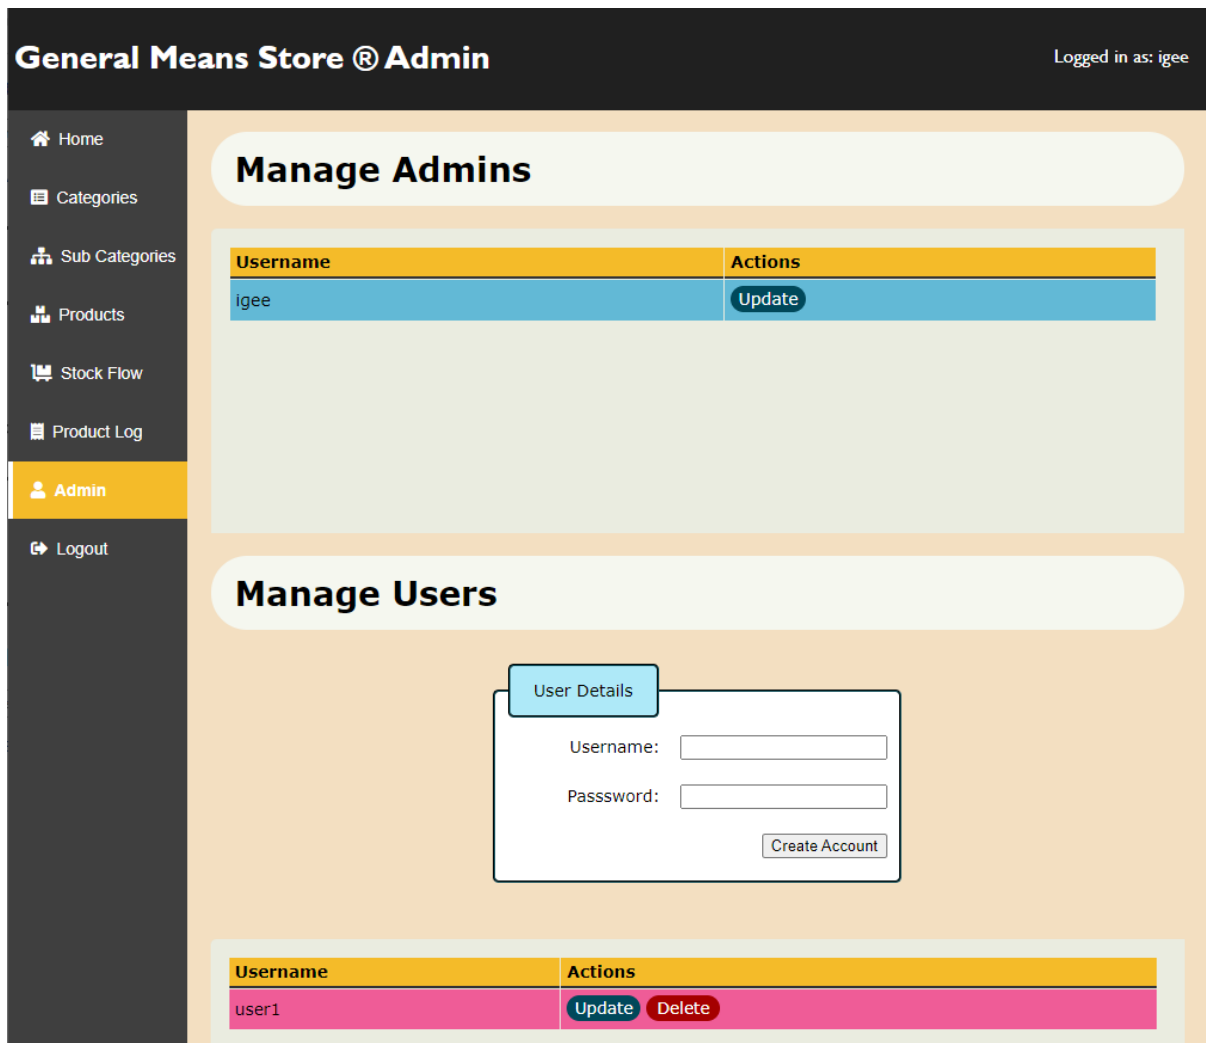 General Means Store ® Admin
Logged in as: igee
Home
Categories
Sub Categories
Products
Stock Flow
Product Log
Admin
Logout
Manage Admins
Username Actions
igee Update
Manage Users
User Details
Username:
Passsword:
Create Account
Username Actions
user1 Update Delete